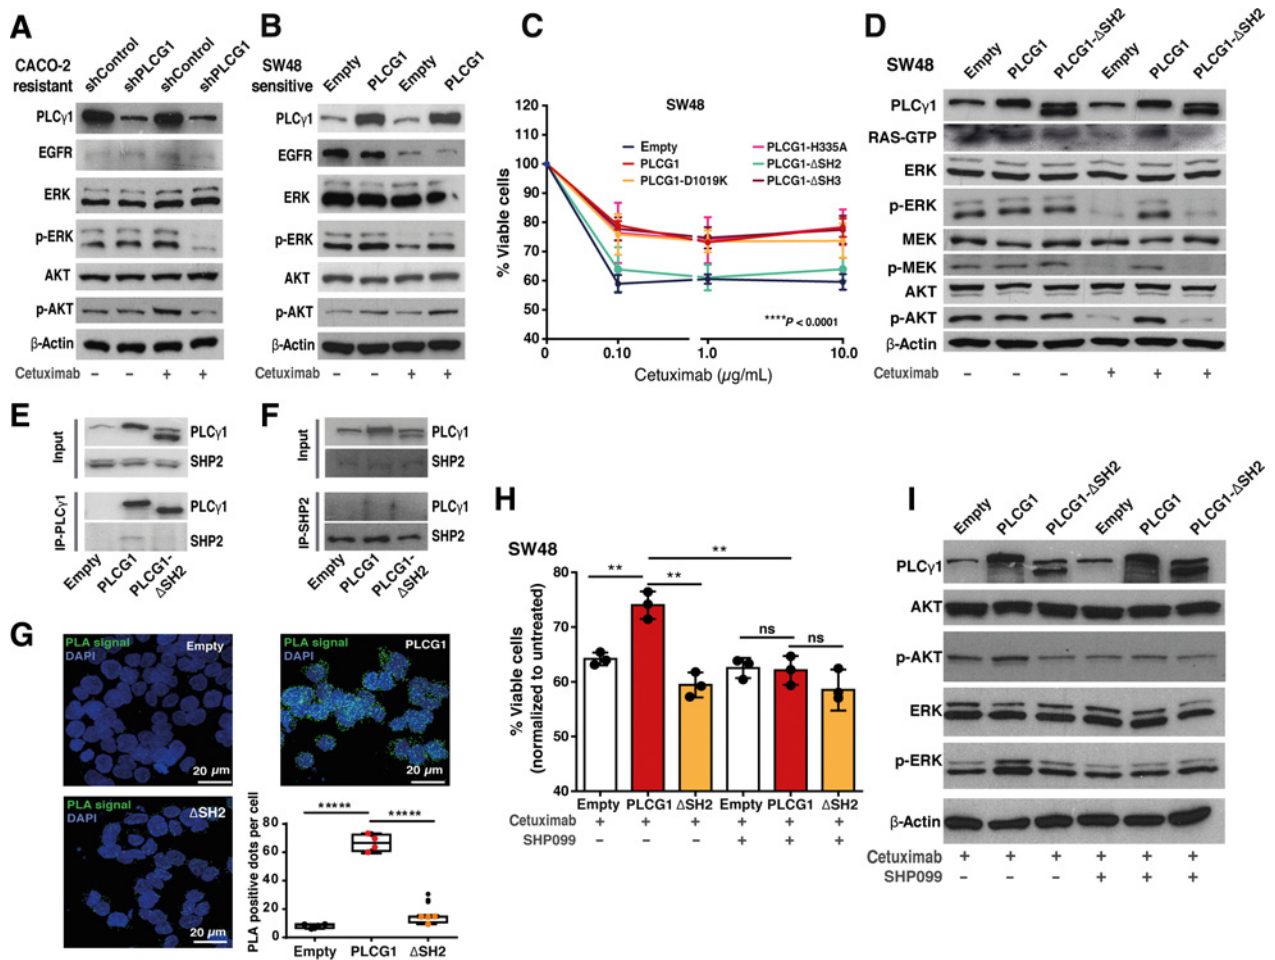 A
CACO-2
resistant
shControl
shPLCG1
shControl
shPLCG1
PLCγ1
EGFR
ERK
p-ERK
AKT
p-AKT
β-Actin
Cetuximab – – + +
B
SW48
sensitive
Empty
PLCG1
Empty
PLCG1
PLCγ1
EGFR
ERK
p-ERK
AKT
p-AKT
β-Actin
Cetuximab – – + +
C
SW48
% Viable cells
120
110
100
90
80
70
60
50
40
Empty
PLCG1
PLCG1-D1019K
PLCG1-H335A
PLCG1-ΔSH2
PLCG1-ΔSH3
****P < 0.0001
0 0.10 1.0 10.0
Cetuximab (µg/mL)
D
SW48
Empty
PLCG1
PLCG1-ΔSH2
Empty
PLCG1
PLCG1-ΔSH2
PLCγ1
RAS-GTP
ERK
p-ERK
MEK
p-MEK
AKT
p-AKT
β-Actin
Cetuximab – – – + + +
E
Input
PLCγ1
SHP2
IP-PLCγ1
PLCγ1
SHP2
Empty
PLCG1
PLCG1-
ΔSH2
F
Input
PLCγ1
SHP2
IP-SHP2
PLCγ1
SHP2
Empty
PLCG1
PLCG1-
ΔSH2
G
PLA signal
DAPI
Empty
20 µm
PLA signal
DAPI
PLCG1
20 µm
PLA signal
DAPI
ΔSH2
20 µm
PLA positive dots per cell
80
60
40
20
0
***** *****
Empty PLCG1 ΔSH2
H
SW48
% Viable cells
(normalized to untreated)
80
70
60
50
40
**
** **
ns ns
Empty PLCG1 ΔSH2 Empty PLCG1 ΔSH2
Cetuximab + + + + + +
SHP099 – – – + + +
I
Empty
PLCG1
PLCG1-ΔSH2
Empty
PLCG1
PLCG1-ΔSH2
PLCγ1
AKT
p-AKT
ERK
p-ERK
β-Actin
Cetuximab + + + + + +
SHP099 – – – + + +